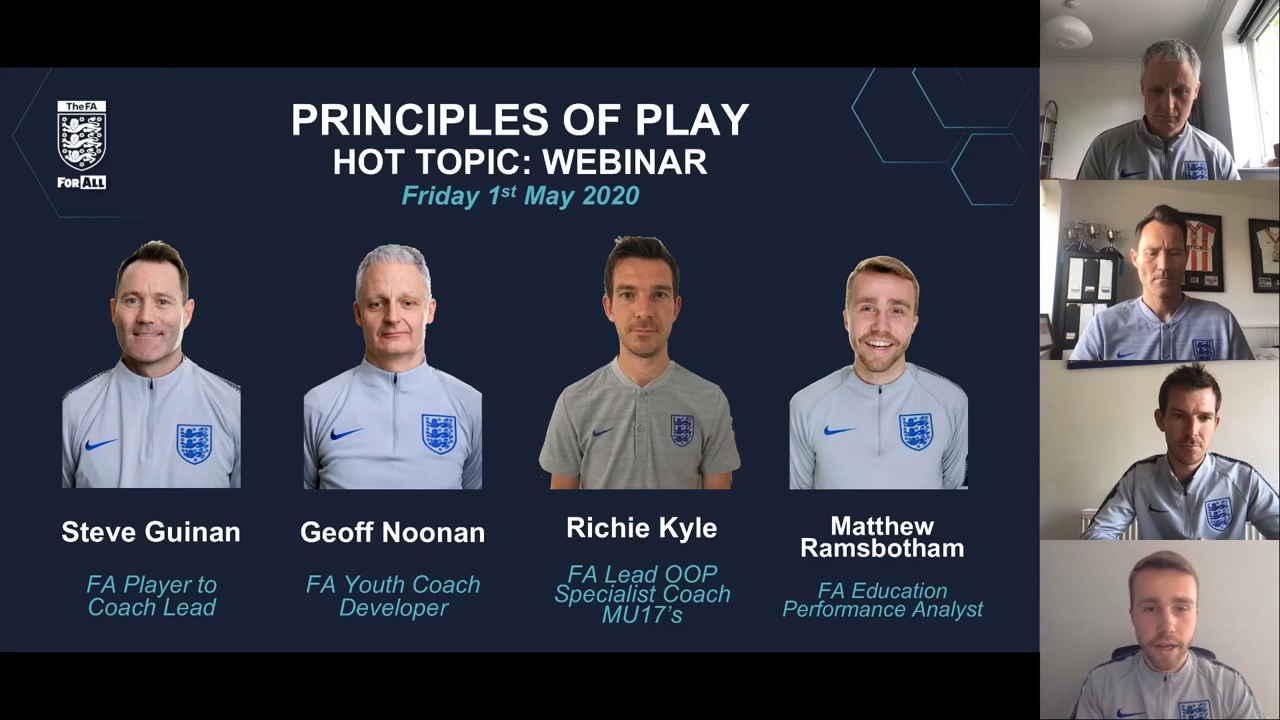 The FA
FOR ALL
PRINCIPLES OF PLAY
HOT TOPIC: WEBINAR
Friday 1st May 2020
Steve Guinan
FA Player to
Coach Lead
Geoff Noonan
FA Youth Coach
Developer
Richie Kyle
FA Lead OOP
Specialist Coach
MU17's
Matthew
Ramsbotham
FA Education
Performance Analyst